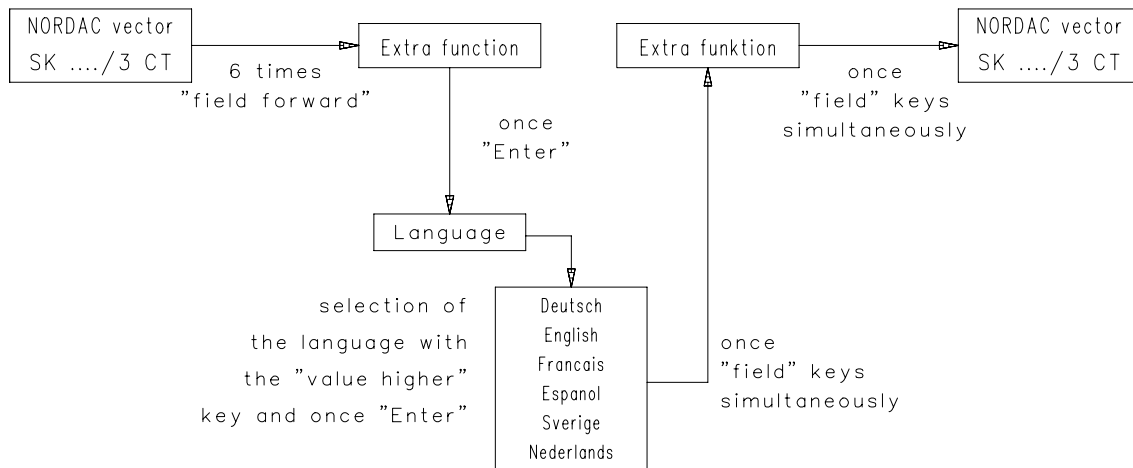 NORDAC vector
SK ..../3 CT
6 times
"field forward"
Extra function
once
"Enter"
Language
selection of
the language with
the "value higher"
key and once "Enter"
Deutsch
English
Francais
Espanol
Sverige
Nederlands
once
"field" keys
simultaneously
Extra funktion
once
"field" keys
simultaneously
NORDAC vector
SK ..../3 CT